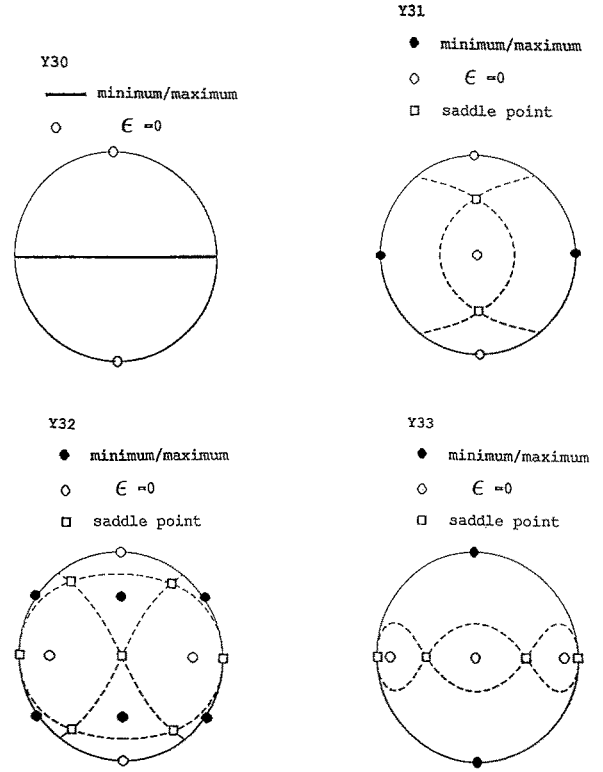 Y30
minimum/maximum
ϵ =0
Y31
minimum/maximum
ϵ =0
saddle point
Y32
minimum/maximum
ϵ =0
saddle point
Y33
minimum/maximum
ϵ =0
saddle point